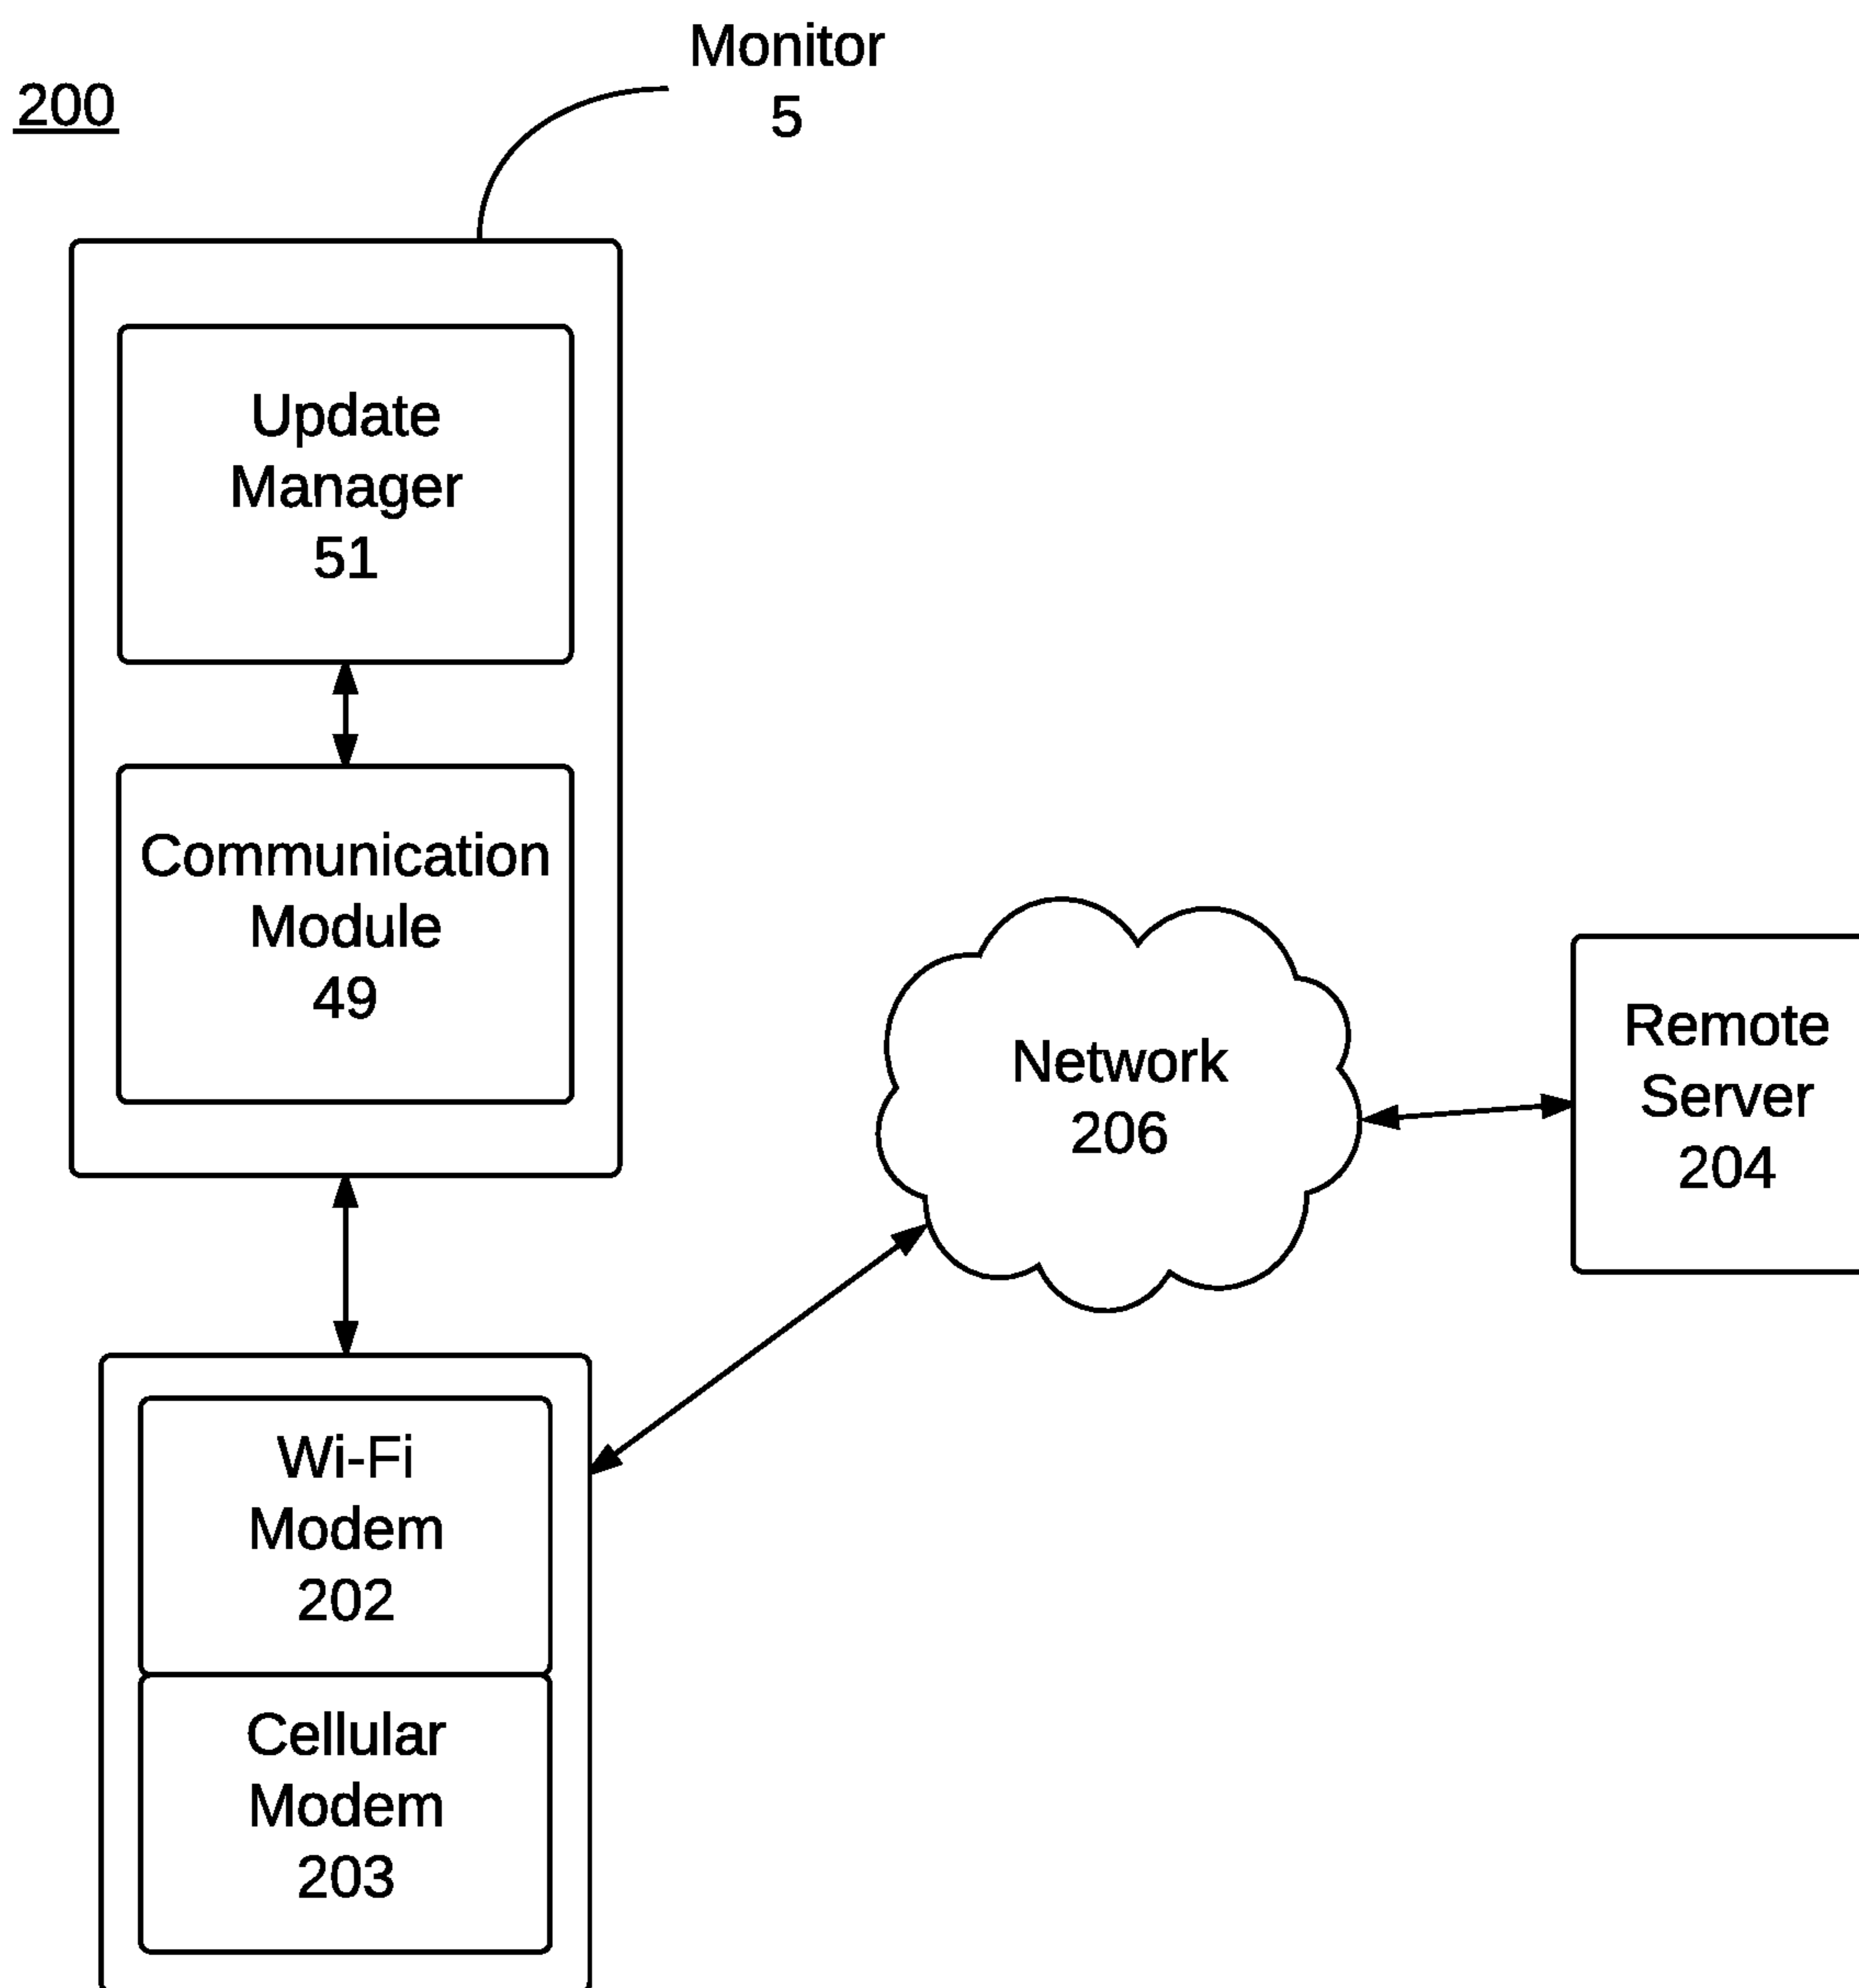 200
Monitor
5
Update
Manager
51
Communication
Module
49
Network
206
Remote
Server
204
Wi-Fi
Modem
202
Cellular
Modem
203